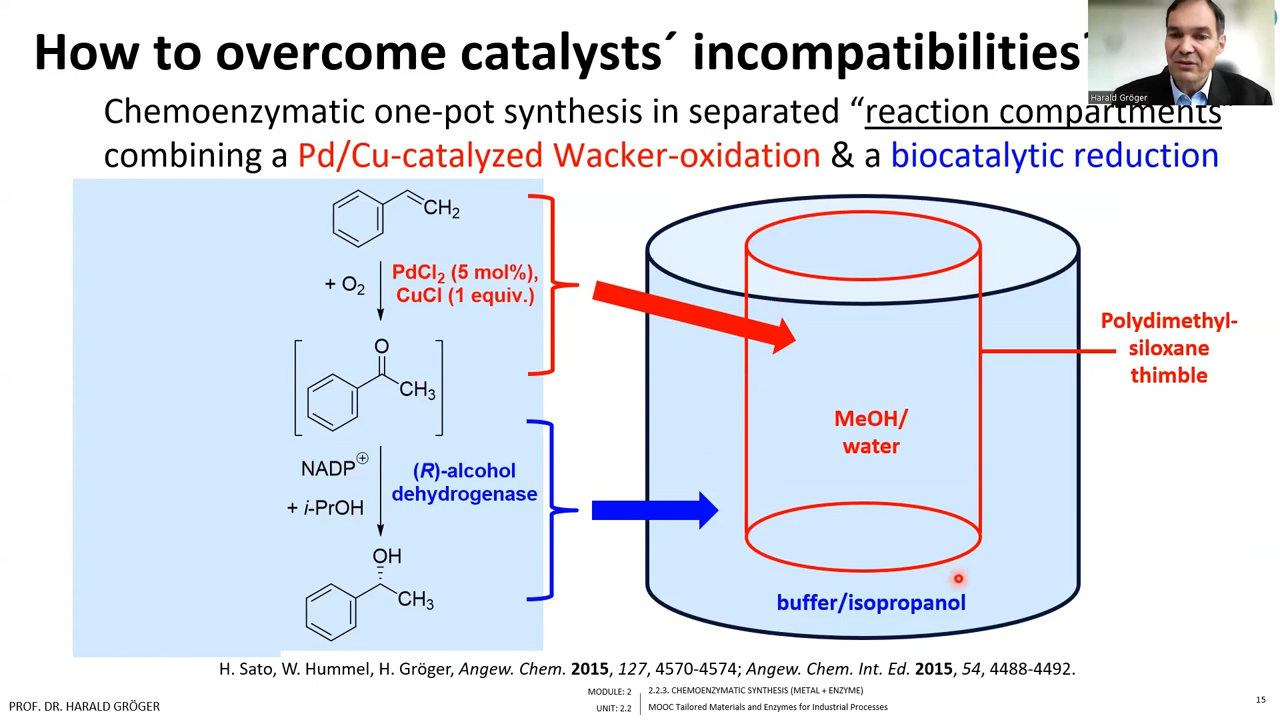 How to overcome catalysts´ incompatibilities
Harald Gröger
Chemoenzymatic one-pot synthesis in separated “reaction compartments”
combining a Pd/Cu-catalyzed Wacker-oxidation & a biocatalytic reduction
CH2
+ O2
PdCl2 (5 mol%),
CuCl (1 equiv.)
O
CH3
NADP+
+ i-PrOH
(R)-alcohol
dehydrogenase
OH
CH3
MeOH/
water
buffer/isopropanol
Polydimethyl-
siloxane
thimble
H. Sato, W. Hummel, H. Gröger, Angew. Chem. 2015, 127, 4570-4574; Angew. Chem. Int. Ed. 2015, 54, 4488-4492.
PROF. DR. HARALD GRÖGER
MODULE: 2
UNIT: 2.2
2.2.3. CHEMOENZYMATIC SYNTHESIS (METAL + ENZYME)
MOOC Tailored Materials and Enzymes for Industrial Processes
15